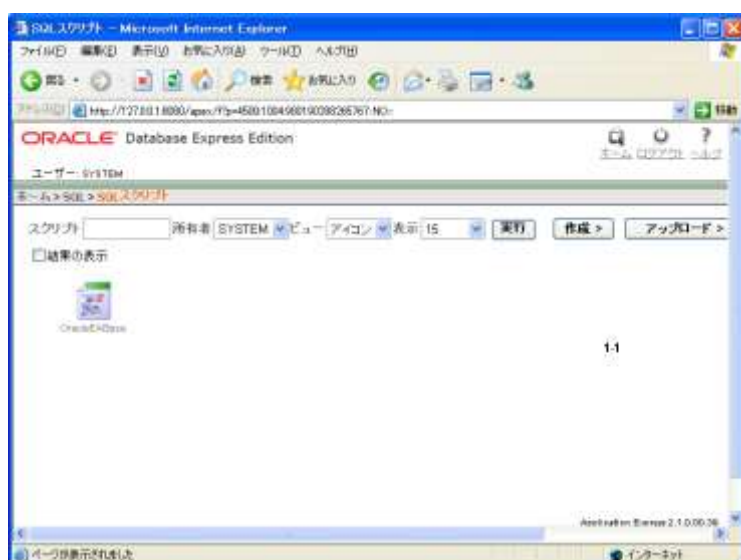 SQLスクリプト - Microsoft Internet Explorer
ファイル(F) 編集(E) 表示(V) お気に入り(A) ツール(T) ヘルプ(H)
戻る 検索 お気に入り
移動
ORACLE Database Express Edition
ホーム ログアウト ヘルプ
ユーザー: SYSTEM
ホーム > SQL > SQLスクリプト
スクリプト 所有者 SYSTEM ビュー アイコン 表示 15 実行 作成 > アップロード >
結果の表示
OracleEABase
1-1
Application Express 2.1.0.00.39
ページが表示されました インターネット